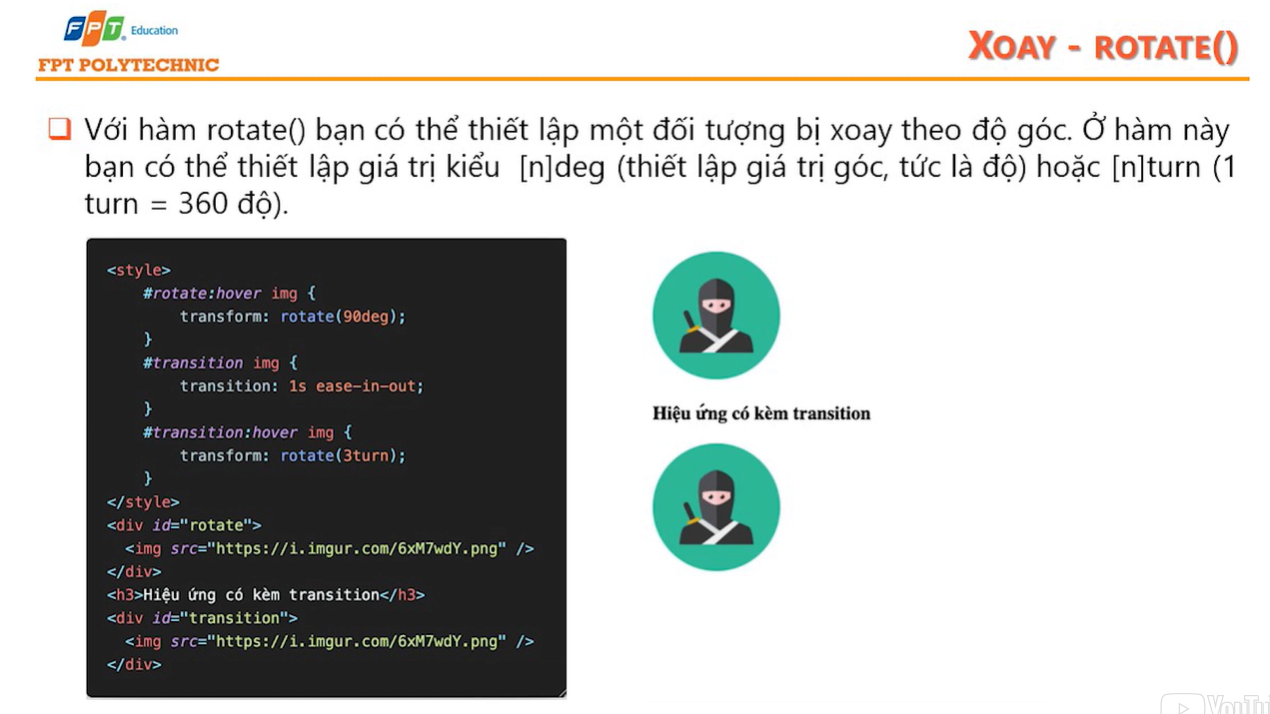 FPT Education
FPT POLYTECHNIC
XOAY - ROTATE()
Với hàm rotate() bạn có thể thiết lập một đối tượng bị xoay theo độ góc. Ở hàm này
bạn có thể thiết lập giá trị kiểu [n]deg (thiết lập giá trị góc, tức là độ) hoặc [n]turn (1
turn = 360 độ).
<style>
#rotate:hover img {
transform: rotate(90deg);
}
#transition img {
transition: 1s ease-in-out;
}
#transition:hover img {
transform: rotate(3turn);
}
</style>
<div id="rotate">
<img src="https://i.imgur.com/6xM7wdY.png" />
</div>
<h3>Hiệu ứng có kèm transition</h3>
<div id="transition">
<img src="https://i.imgur.com/6xM7wdY.png" />
</div>
Hiệu ứng có kèm transition